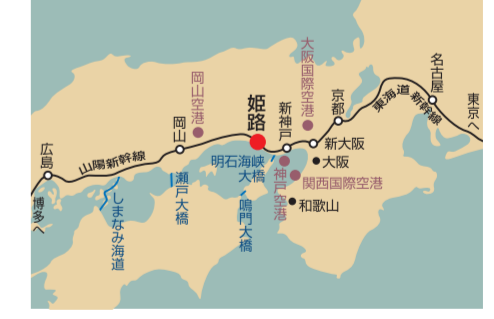 名古屋
東海道新幹線
東京へ
京都
大阪国際空港
新神戸
新大阪
大阪
姫路
岡山空港
岡山
山陽新幹線
広島
博多へ
明石海峡
大橋
神戸空港
関西国際空港
和歌山
鳴門大橋
瀬戸大橋
しまなみ海道